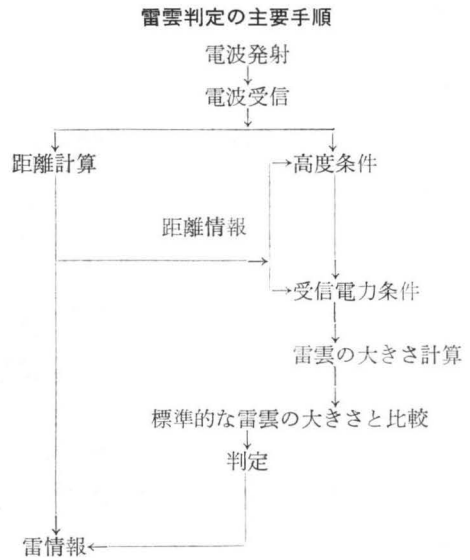 雷雲判定の主要手順
電波発射
電波受信
距離計算
高度条件
距離情報
受信電力条件
雷雲の大きさ計算
標準的な雷雲の大きさと比較
判定
雷情報